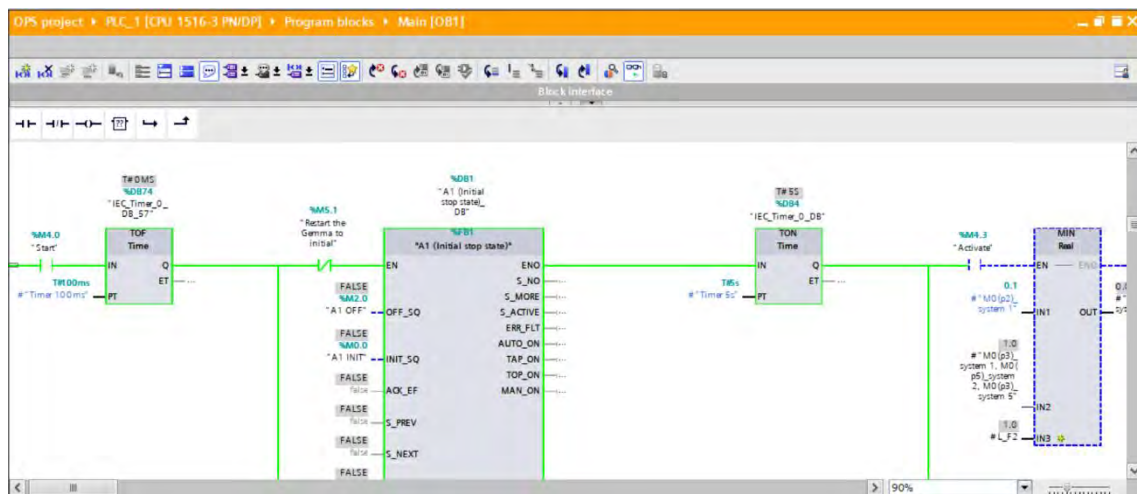 OPS project ▸ PLC_1 [CPU 1516-3 PN/DP] ▸ Program blocks ▸ Main [OB1]
Block interface
T#0MS
%DB74
"IEC_Timer_0_
DB_57"
TOF
Time
IN
Q
ET
PT
%M4.0
"Start"
T#100ms
#"Timer 100ms"
%M5.1
"Restart the
Gemma to
initial"
%DB1
"A1 (Initial
stop state)_
DB"
%FB1
"A1 (Initial stop state)"
EN
ENO
FALSE
%M2.0
"A1 OFF"
OFF_SQ
FALSE
%M0.0
"A1 INIT"
INIT_SQ
FALSE
false
ACK_EF
FALSE
false
S_PREV
FALSE
false
S_NEXT
FALSE
S_NO
S_MORE
S_ACTIVE
ERR_FLT
AUTO_ON
TAP_ON
TOP_ON
MAN_ON
T#5S
%DB4
"IEC_Timer_0_DB"
TON
Time
IN
Q
ET
PT
T#5s
#"Timer 5s"
%M4.3
"Activate"
MIN
Real
EN
ENO
0.1
#"M0(p2)_
system 1"
IN1
OUT
1.0
#"M0(p3)_
system 1, M0(
p5)_system
2, M0(p3)_
system 5"
IN2
1.0
#L_F2
IN3
90%